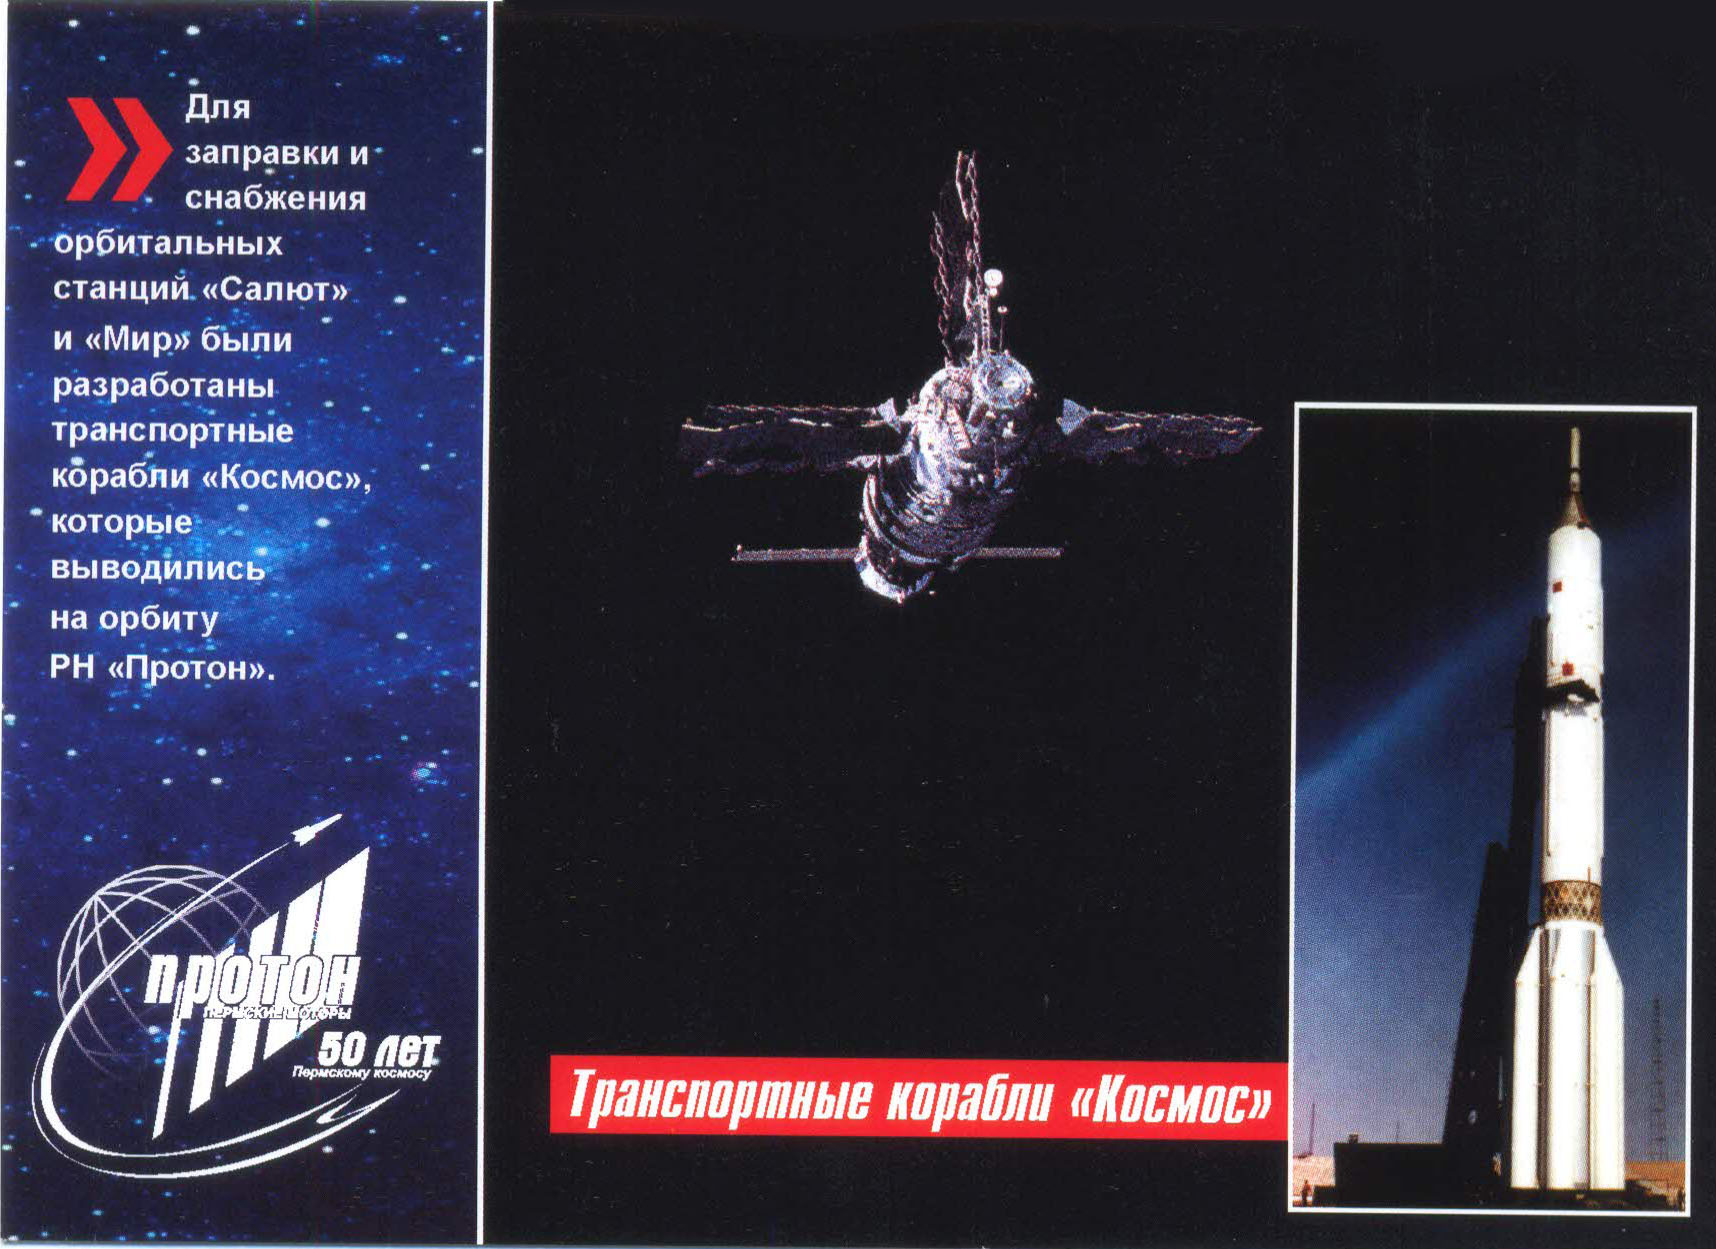 Для
заправки и
снабжения
орбитальных
станций «Салют»
и «Мир» были
разработаны
транспортные
корабли «Космос»,
которые
выводились
на орбиту
РН «Протон».
ПРОТОН
ПЕРМСКИЕ МОТОРЫ
50 лет
Пермскому космосу
Транспортные корабли «Космос»